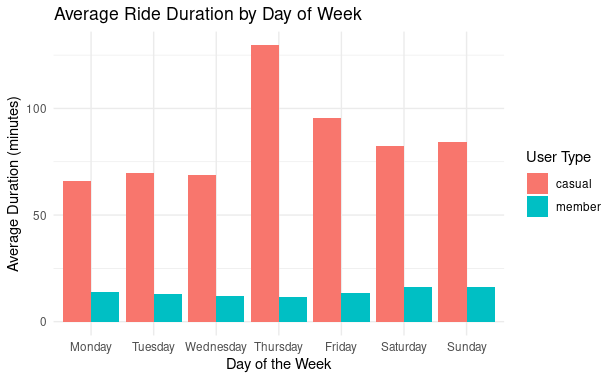 Average Ride Duration by Day of Week
Average Duration (minutes)
100
50
0
Monday Tuesday Wednesday Thursday Friday Saturday Sunday
Day of the Week
User Type
casual
member